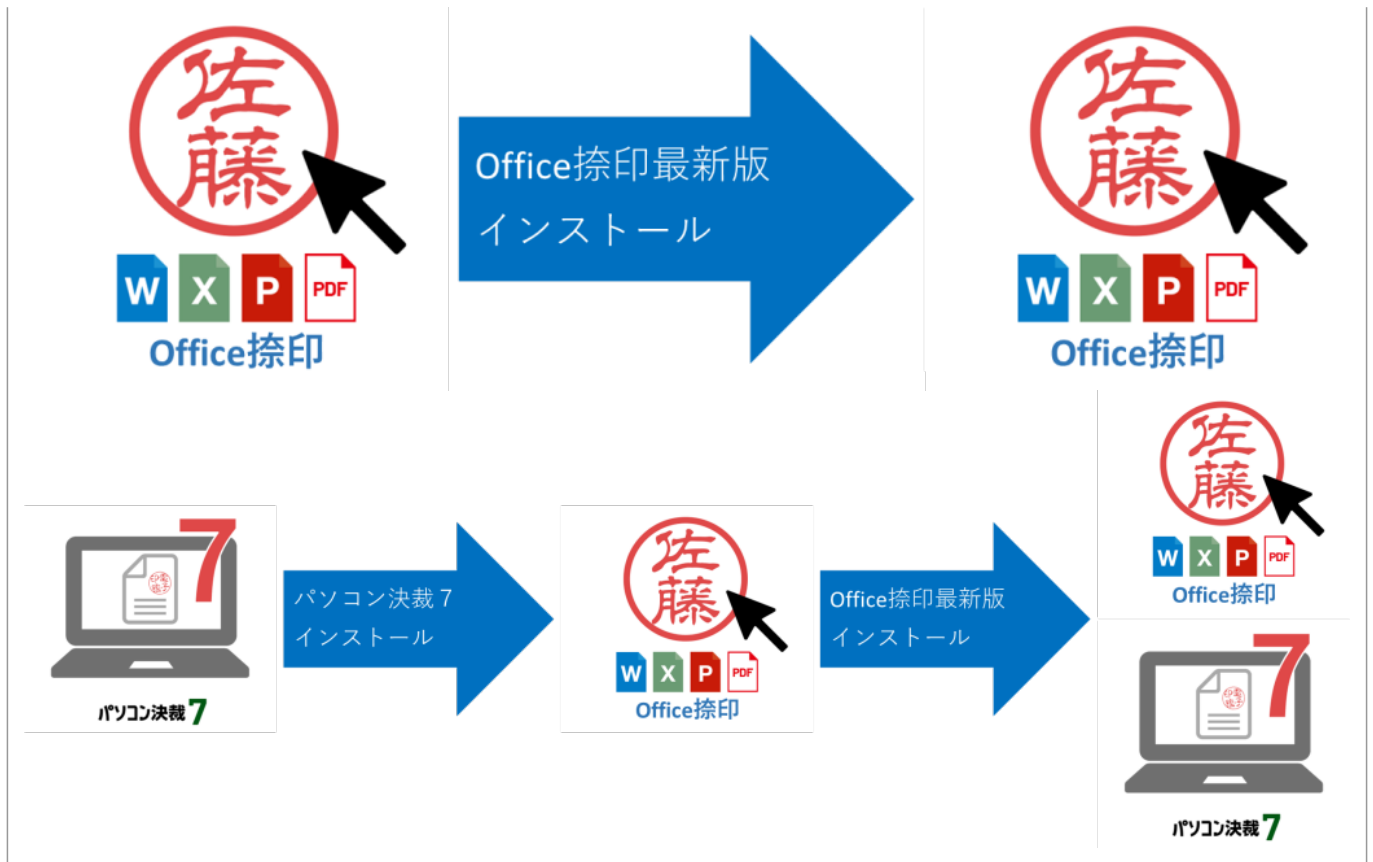 佐
藤
W X P PDF
Office捺印
Office捺印最新版
インストール
佐
藤
W X P PDF
Office捺印
7
パソコン決裁7
パソコン決裁７
インストール
佐
藤
W X P PDF
Office捺印
Office捺印最新版
インストール
佐
藤
W X P PDF
Office捺印
7
パソコン決裁7